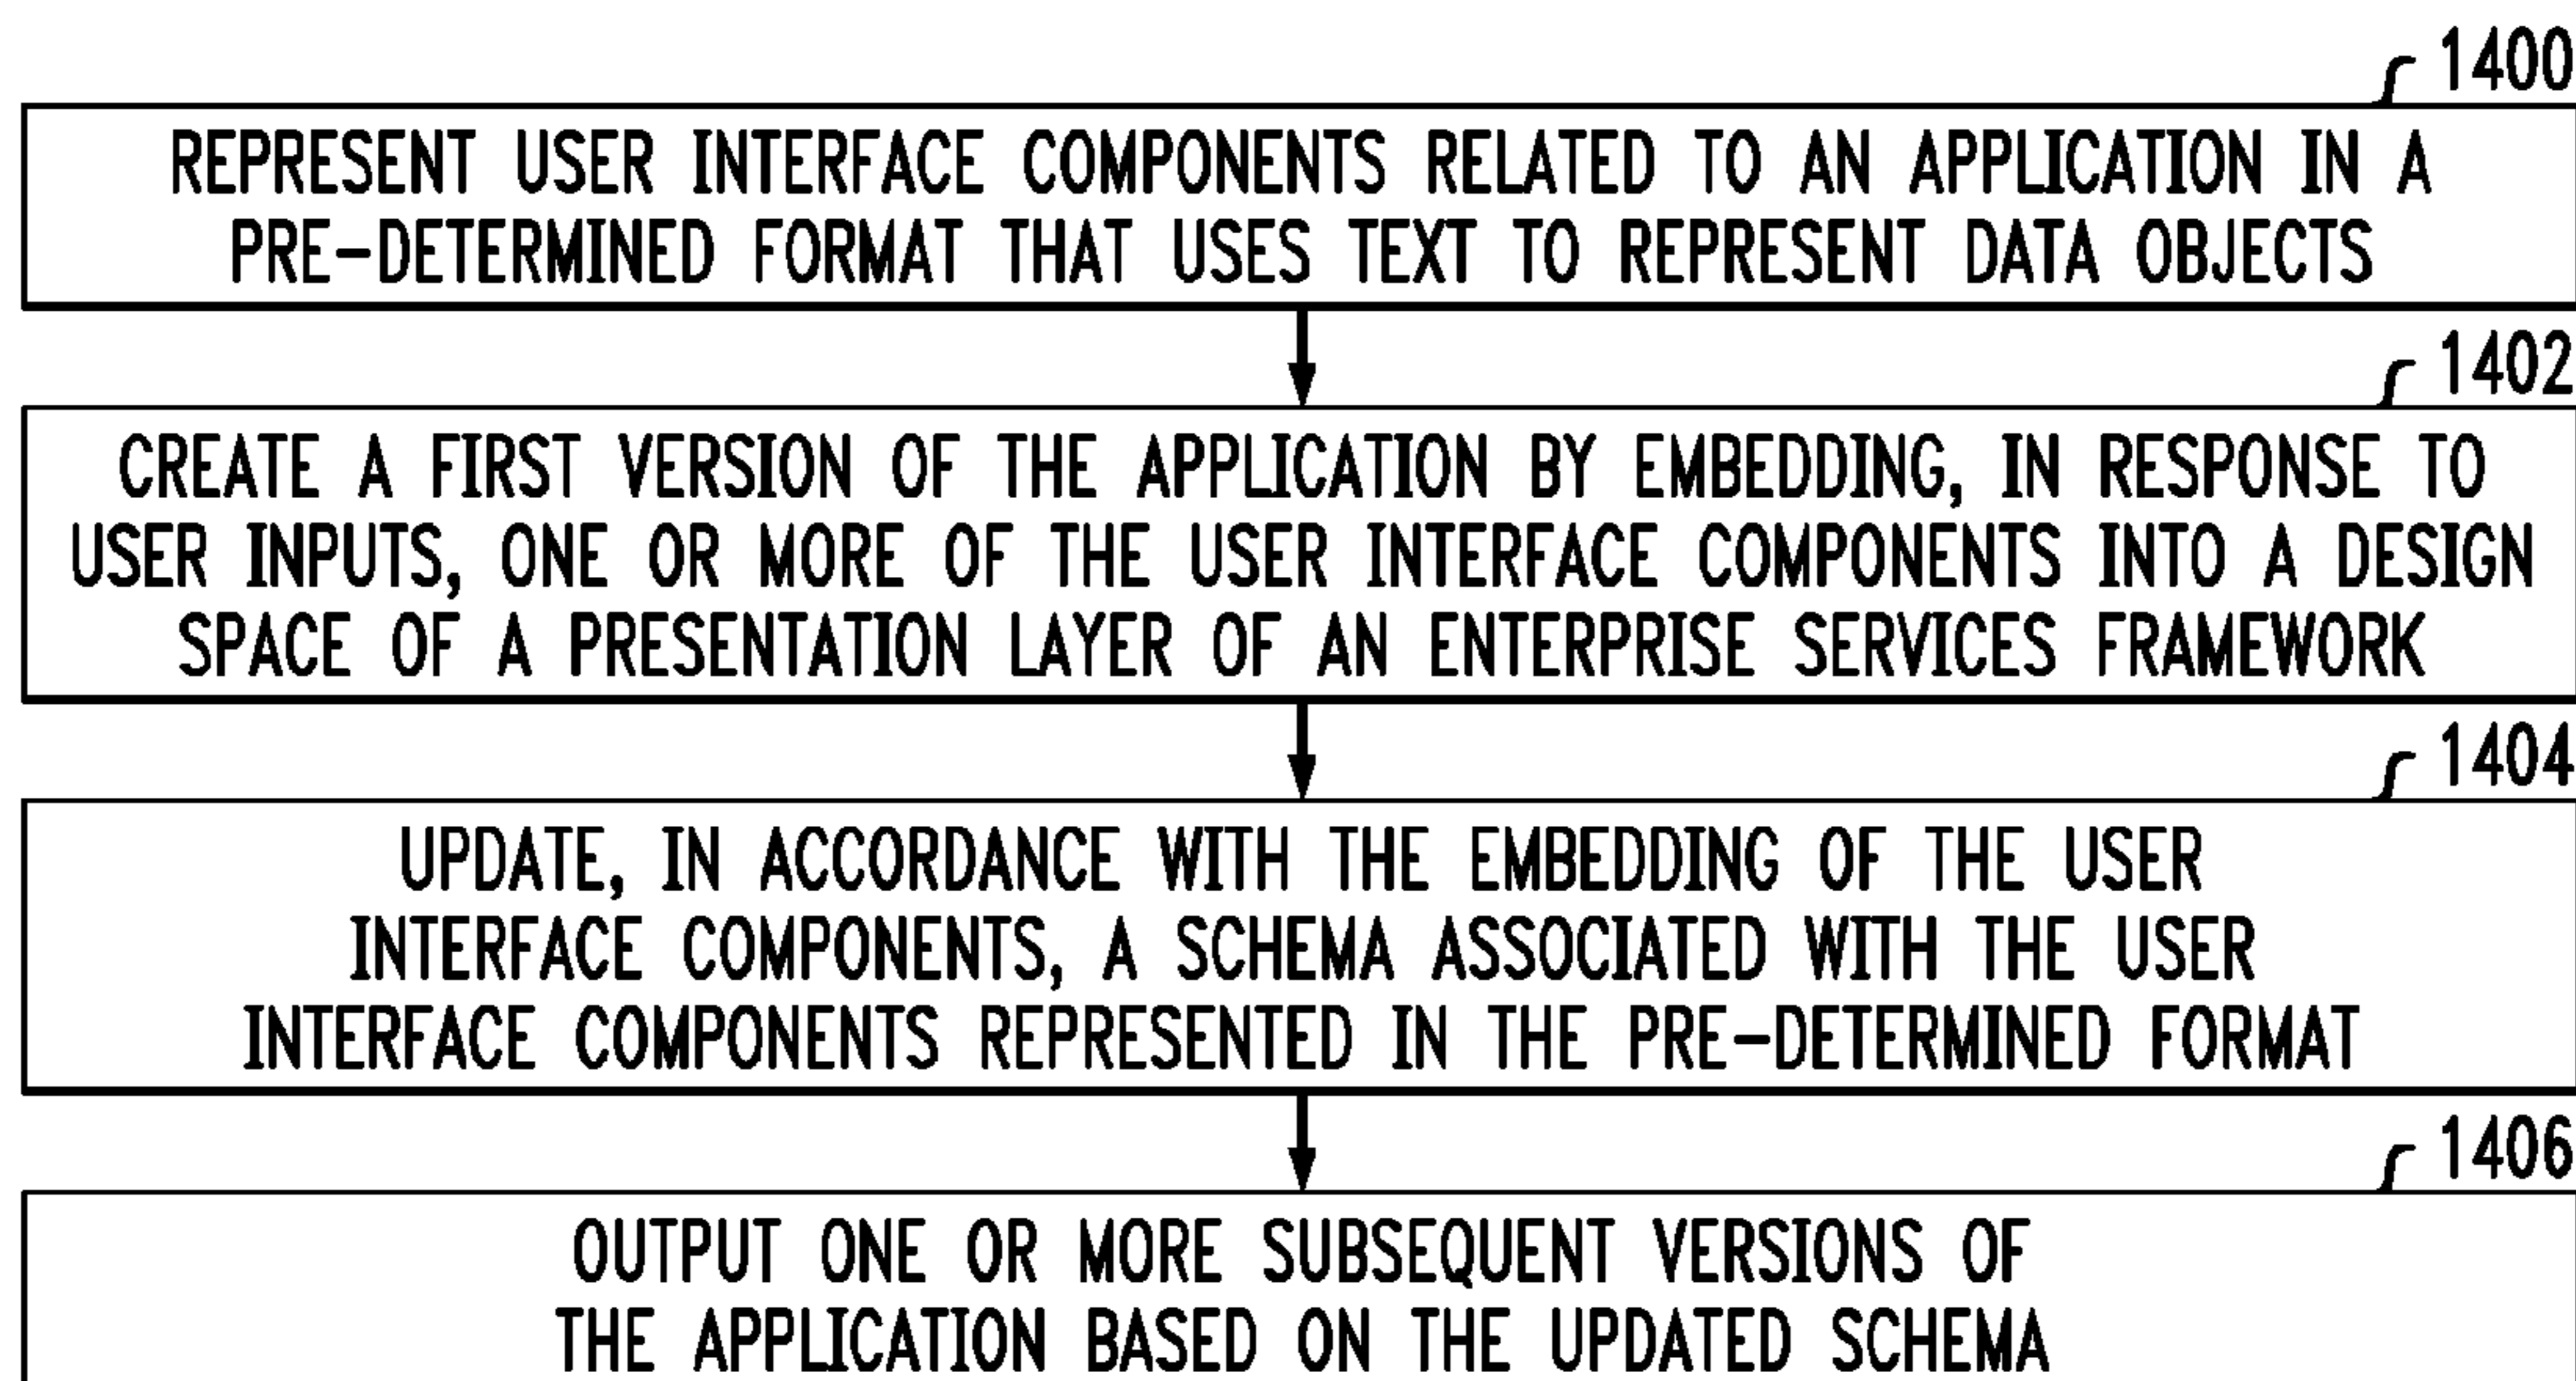 1400
REPRESENT USER INTERFACE COMPONENTS RELATED TO AN APPLICATION IN A
PRE-DETERMINED FORMAT THAT USES TEXT TO REPRESENT DATA OBJECTS
1402
CREATE A FIRST VERSION OF THE APPLICATION BY EMBEDDING, IN RESPONSE TO
USER INPUTS, ONE OR MORE OF THE USER INTERFACE COMPONENTS INTO A DESIGN
SPACE OF A PRESENTATION LAYER OF AN ENTERPRISE SERVICES FRAMEWORK
1404
UPDATE, IN ACCORDANCE WITH THE EMBEDDING OF THE USER
INTERFACE COMPONENTS, A SCHEMA ASSOCIATED WITH THE USER
INTERFACE COMPONENTS REPRESENTED IN THE PRE-DETERMINED FORMAT
1406
OUTPUT ONE OR MORE SUBSEQUENT VERSIONS OF
THE APPLICATION BASED ON THE UPDATED SCHEMA